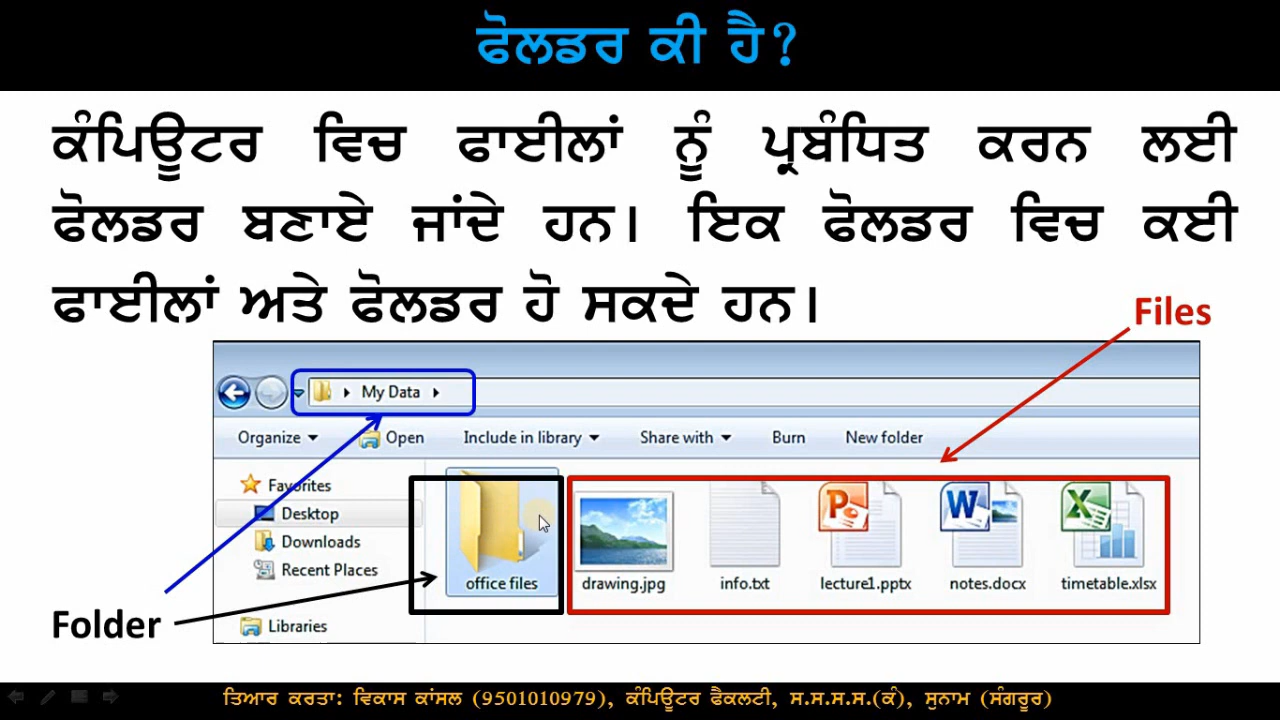 ਫੋਲਡਰ ਕੀ ਹੈ?
ਕੰਪਿਊਟਰ ਵਿਚ ਫਾਈਲਾਂ ਨੂੰ ਪ੍ਰਬੰਧਿਤ ਕਰਨ ਲਈ
ਫੋਲਡਰ ਬਣਾਏ ਜਾਂਦੇ ਹਨ। ਇਕ ਫੋਲਡਰ ਵਿਚ ਕਈ
ਫਾਈਲਾਂ ਅਤੇ ਫੋਲਡਰ ਹੋ ਸਕਦੇ ਹਨ।
Files
My Data
Organize Open Include in library Share with Burn New folder
Favorites
Desktop
Downloads
Recent Places
Libraries
office files drawing.jpg info.txt lecture1.pptx notes.docx timetable.xlsx
Folder
ਤਿਆਰ ਕਰਤਾ: ਵਿਕਾਸ ਕਾਂਸਲ (9501010979), ਕੰਪਿਊਟਰ ਫੈਕਲਟੀ, ਸ.ਸ.ਸ.ਸ.(ਕੰ), ਸੁਨਾਮ (ਸੰਗਰੂਰ)